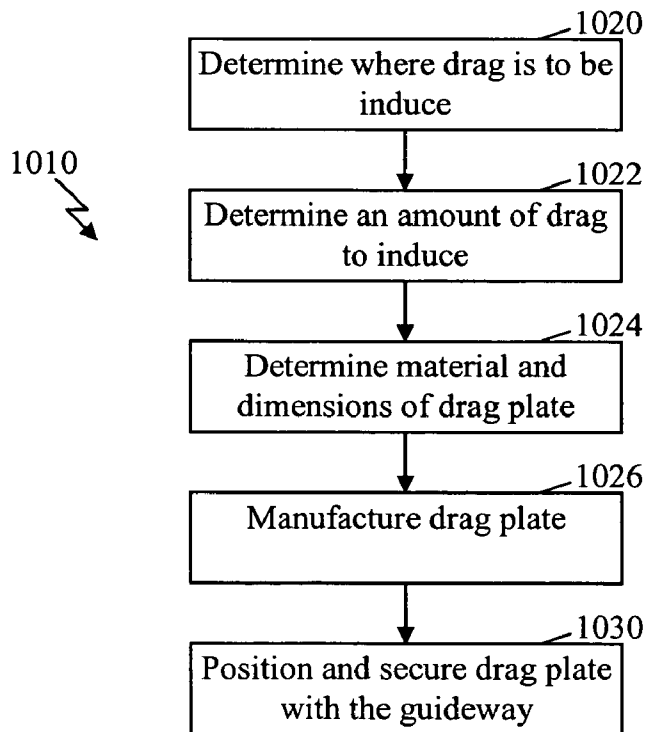 1020
Determine where drag is to be
induce
1010
1022
Determine an amount of drag
to induce
1024
Determine material and
dimensions of drag plate
1026
Manufacture drag plate
1030
Position and secure drag plate
with the guideway